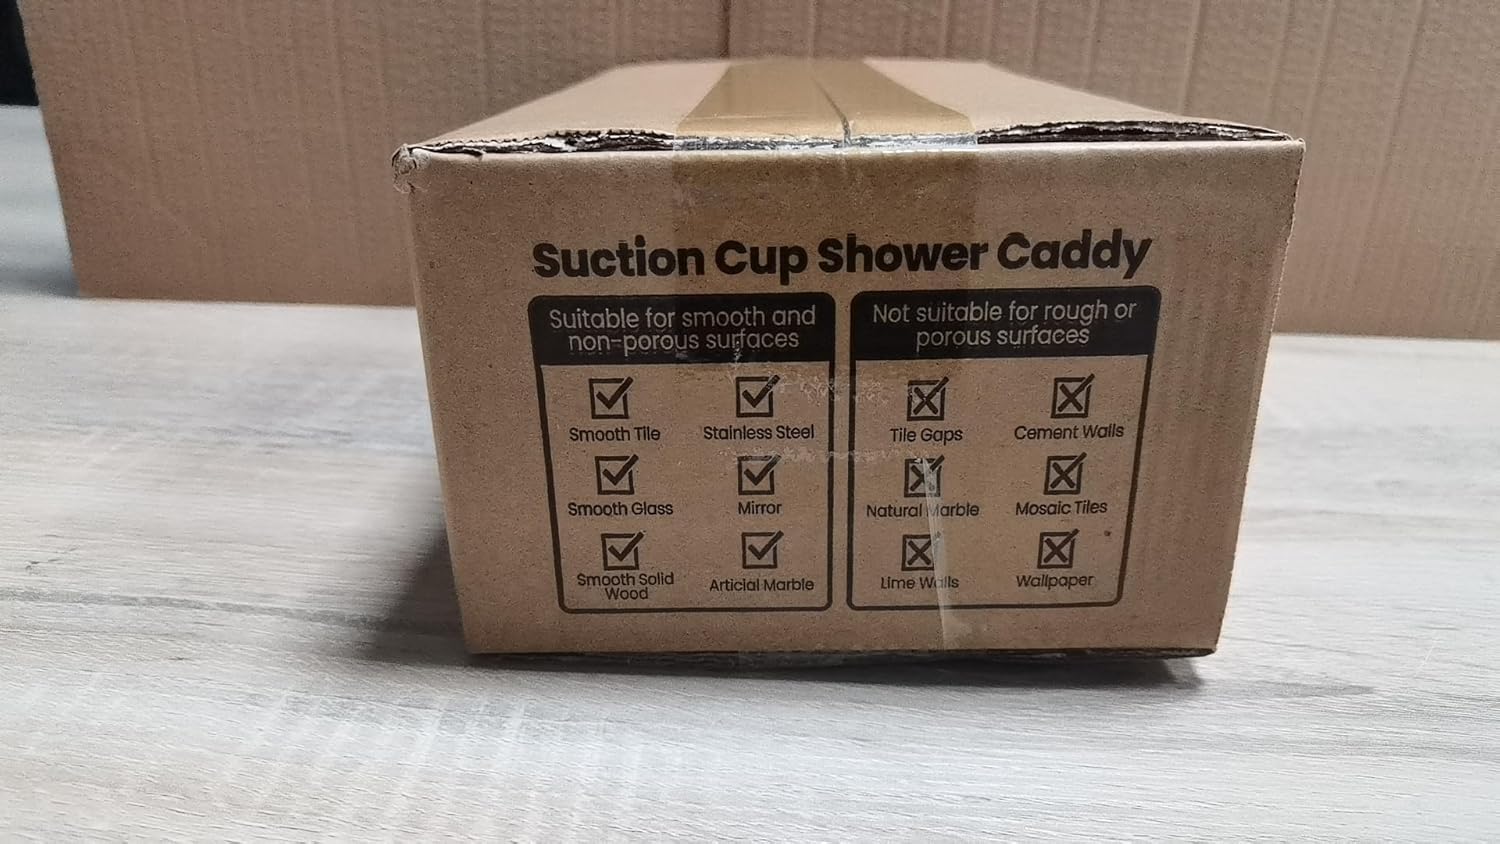 Suction Cup Shower Caddy
Suitable for smooth and
non-porous surfaces
Smooth Tile
Stainless Steel
Smooth Glass
Mirror
Smooth Solid
Wood
Articial Marble
Not suitable for rough or
porous surfaces
Tile Gaps
Cement Walls
Natural Marble
Mosaic Tiles
Lime Walls
Wallpaper